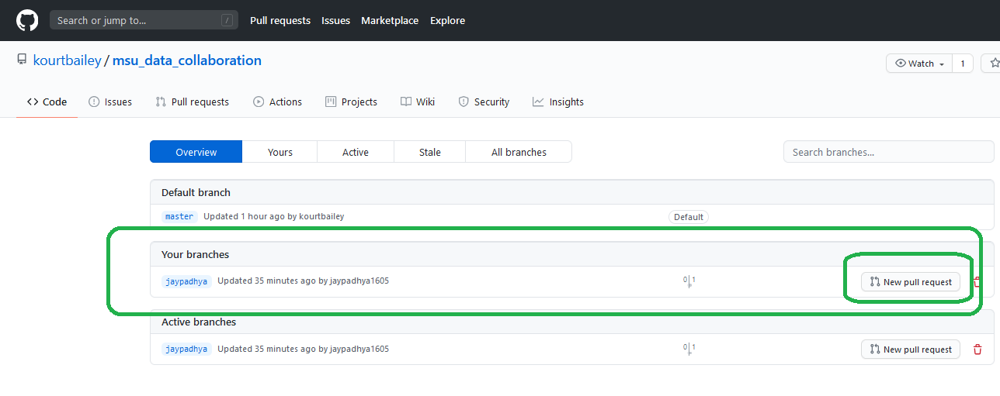 Search or jump to... / Pull requests Issues Marketplace Explore
kourtbailey / msu_data_collaboration
Watch 1
Code Issues Pull requests Actions Projects Wiki Security Insights
Overview Yours Active Stale All branches Search branches...
Default branch
master Updated 1 hour ago by kourtbailey Default
Your branches
jaypadhya Updated 35 minutes ago by jaypadhya1605 0 1 New pull request
Active branches
jaypadhya Updated 35 minutes ago by jaypadhya1605 0 1 New pull request